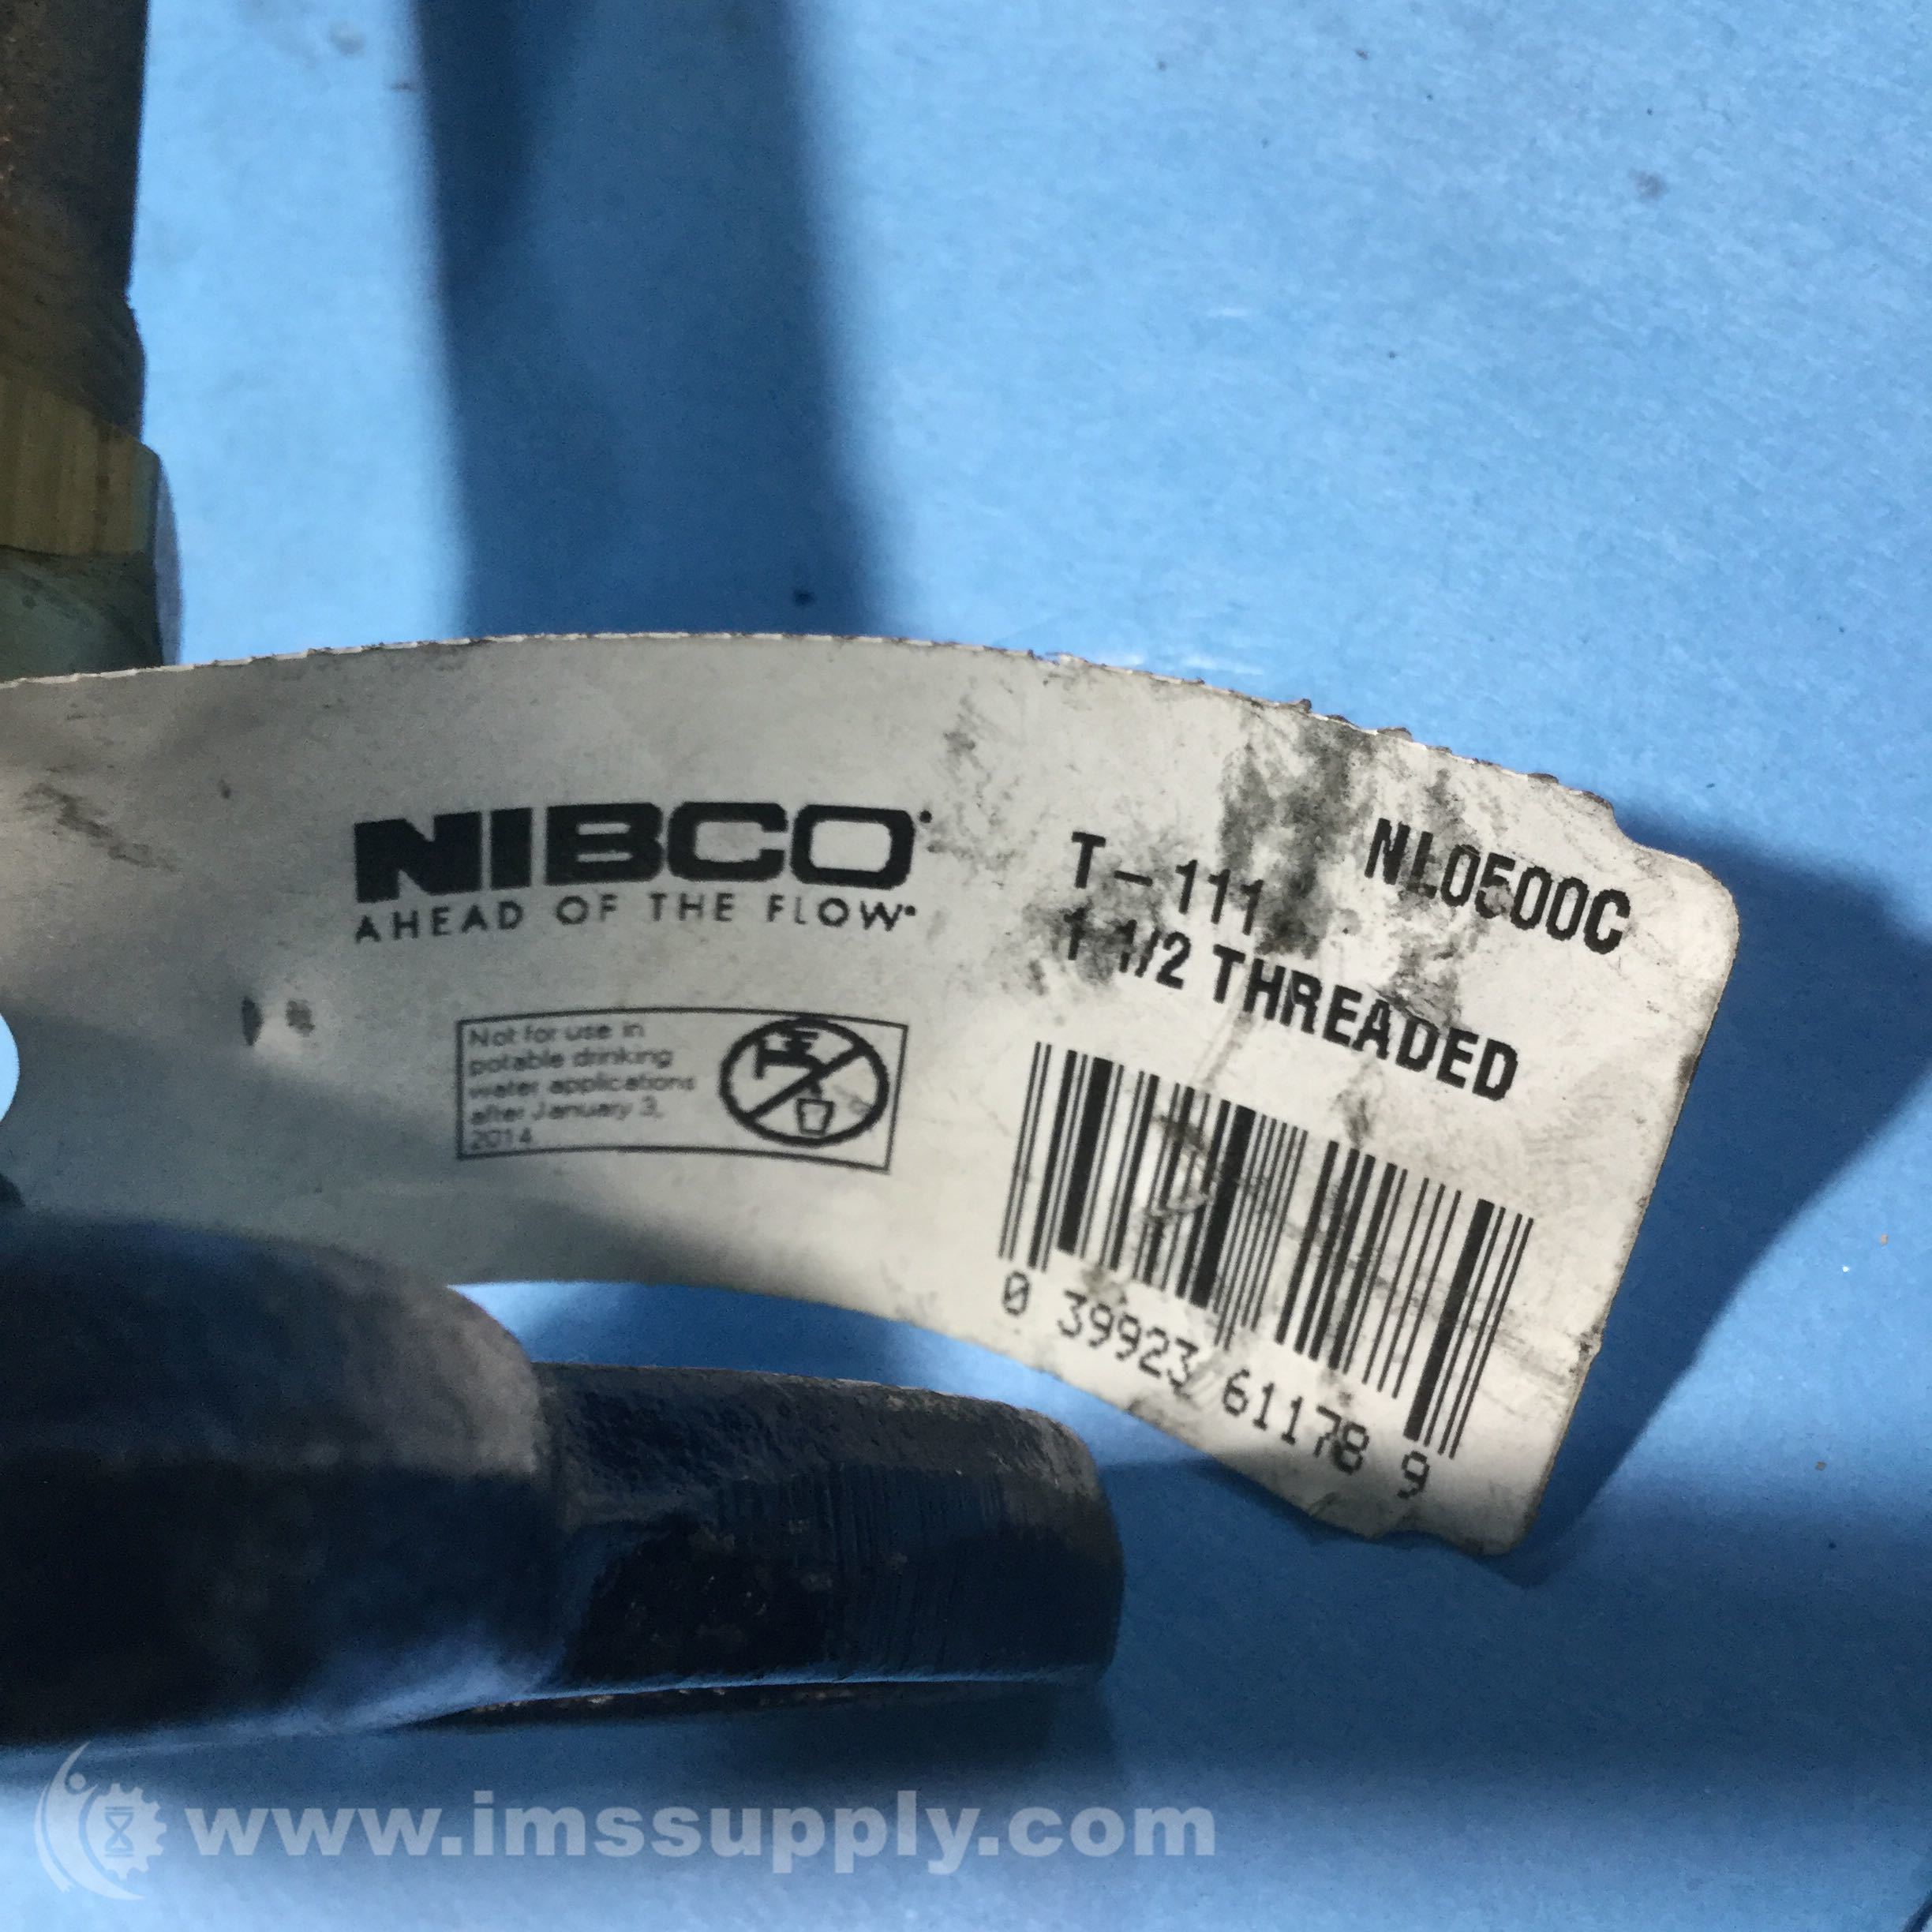 NIBCO
AHEAD OF THE FLOW
Not for use in
potable drinking
water applications
after January 3,
2014.
T-111 NL0500C
1 1/2 THREADED
0 39923 61178 9
www.imssupply.com